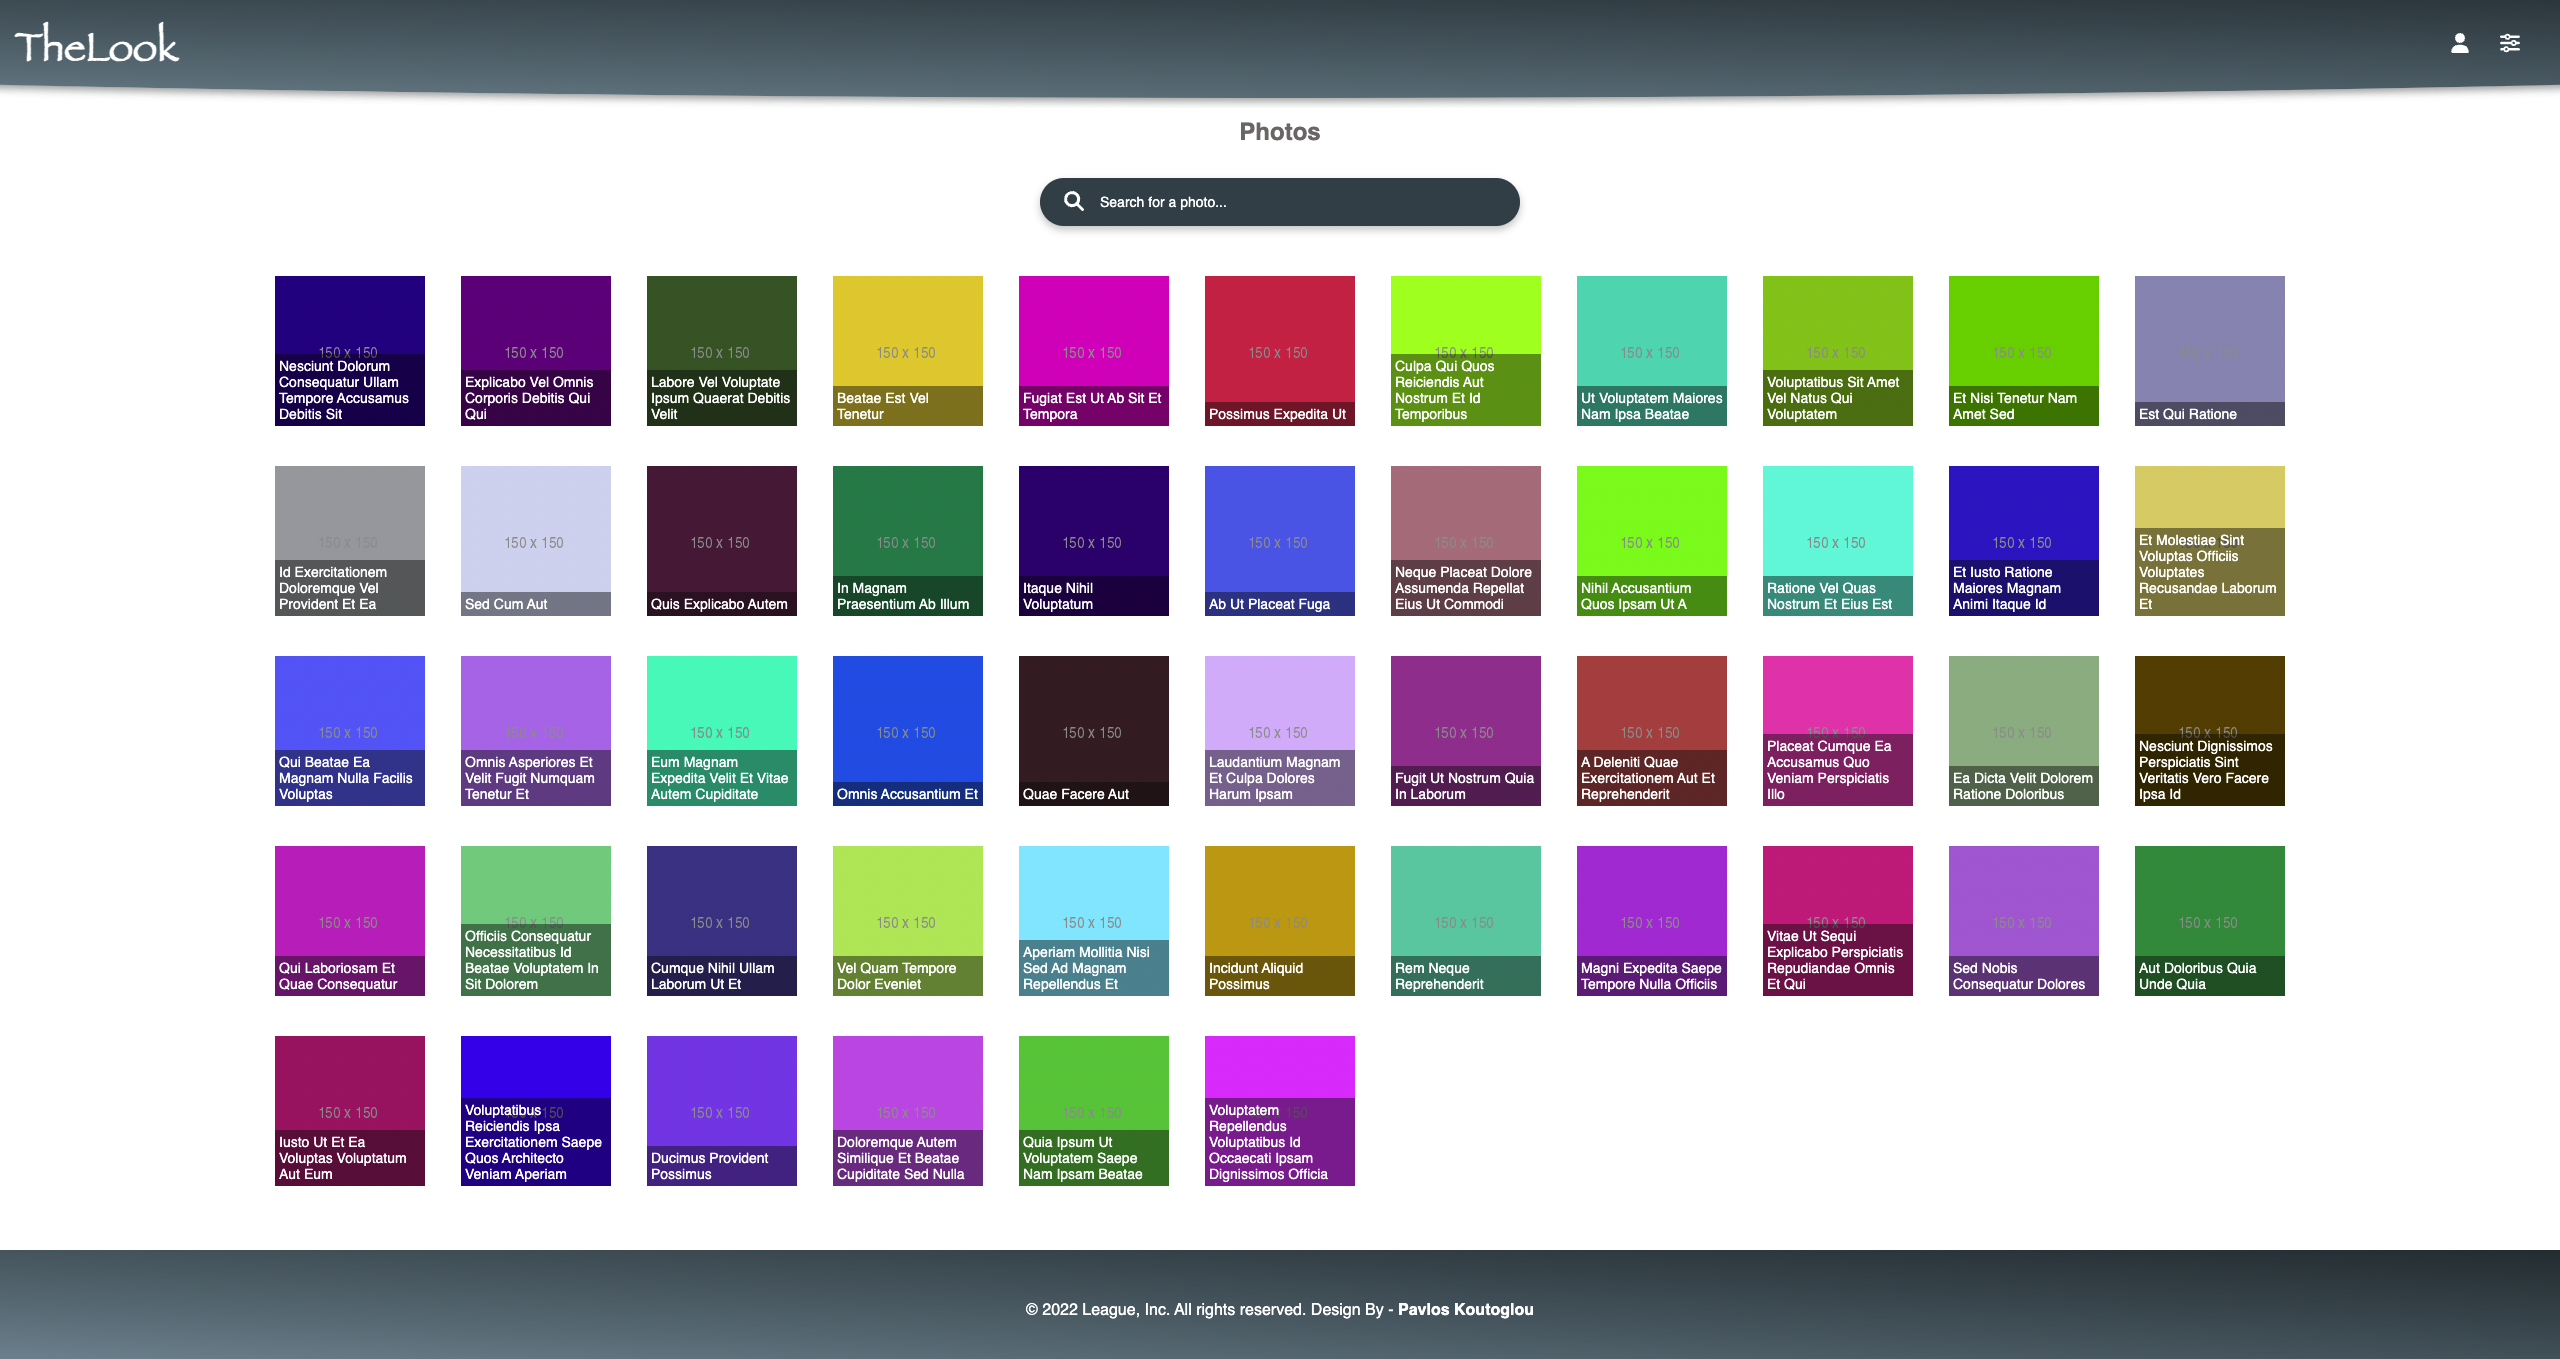 TheLook
Photos
Search for a photo...
150 x 150
Nesciunt Dolorum
Consequatur Ullam
Tempore Accusamus
Debitis Sit
150 x 150
Explicabo Vel Omnis
Corporis Debitis Qui
Qui
150 x 150
Labore Vel Voluptate
Ipsum Quaerat Debitis
Velit
150 x 150
Beatae Est Vel
Tenetur
150 x 150
Fugiat Est Ut Ab Sit Et
Tempora
150 x 150
Possimus Expedita Ut
150 x 150
Culpa Qui Quos
Reiciendis Aut
Nostrum Et Id
Temporibus
150 x 150
Ut Voluptatem Maiores
Nam Ipsa Beatae
150 x 150
Voluptatibus Sit Amet
Vel Natus Qui
Voluptatem
150 x 150
Et Nisi Tenetur Nam
Amet Sed
Est Qui Ratione
150 x 150
Id Exercitationem
Doloremque Vel
Provident Et Ea
150 x 150
Sed Cum Aut
150 x 150
Quis Explicabo Autem
150 x 150
In Magnam
Praesentium Ab Illum
150 x 150
Itaque Nihil
Voluptatum
150 x 150
Ab Ut Placeat Fuga
150 x 150
Neque Placeat Dolore
Assumenda Repellat
Eius Ut Commodi
150 x 150
Nihil Accusantium
Quos Ipsam Ut A
150 x 150
Ratione Vel Quas
Nostrum Et Eius Est
150 x 150
Et Iusto Ratione
Maiores Magnam
Animi Itaque Id
Et Molestiae Sint
Voluptas Officiis
Voluptates
Recusandae Laborum
Et
150 x 150
Qui Beatae Ea
Magnam Nulla Facilis
Voluptas
150 x 150
Omnis Asperiores Et
Velit Fugit Numquam
Tenetur Et
150 x 150
Eum Magnam
Expedita Velit Et Vitae
Autem Cupiditate
150 x 150
Omnis Accusantium Et
150 x 150
Quae Facere Aut
150 x 150
Laudantium Magnam
Et Culpa Dolores
Harum Ipsam
150 x 150
Fugit Ut Nostrum Quia
In Laborum
150 x 150
A Deleniti Quae
Exercitationem Aut Et
Reprehenderit
150 x 150
Placeat Cumque Ea
Accusamus Quo
Veniam Perspiciatis
Illo
150 x 150
Ea Dicta Velit Dolorem
Ratione Doloribus
150 x 150
Nesciunt Dignissimos
Perspiciatis Sint
Veritatis Vero Facere
Ipsa Id
150 x 150
Qui Laboriosam Et
Quae Consequatur
150 x 150
Officiis Consequatur
Necessitatibus Id
Beatae Voluptatem In
Sit Dolorem
150 x 150
Cumque Nihil Ullam
Laborum Ut Et
150 x 150
Vel Quam Tempore
Dolor Eveniet
150 x 150
Aperiam Mollitia Nisi
Sed Ad Magnam
Repellendus Et
150 x 150
Incidunt Aliquid
Possimus
150 x 150
Rem Neque
Reprehenderit
150 x 150
Magni Expedita Saepe
Tempore Nulla Officiis
150 x 150
Vitae Ut Sequi
Explicabo Perspiciatis
Repudiandae Omnis
Et Qui
150 x 150
Sed Nobis
Consequatur Dolores
150 x 150
Aut Doloribus Quia
Unde Quia
150 x 150
Iusto Ut Et Ea
Voluptas Voluptatum
Aut Eum
Voluptatibus 150
Reiciendis Ipsa
Exercitationem Saepe
Quos Architecto
Veniam Aperiam
150 x 150
Ducimus Provident
Possimus
150 x 150
Doloremque Autem
Similique Et Beatae
Cupiditate Sed Nulla
150 x 150
Quia Ipsum Ut
Voluptatem Saepe
Nam Ipsam Beatae
Voluptatem 150
Repellendus
Voluptatibus Id
Occaecati Ipsam
Dignissimos Officia
© 2022 League, Inc. All rights reserved. Design By - Pavlos Koutoglou